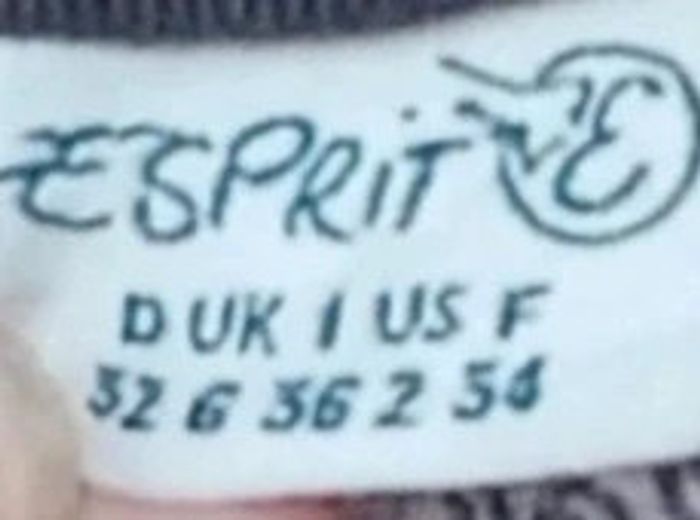 ESPRIT E
D UK I US F
32 6 36 2 34